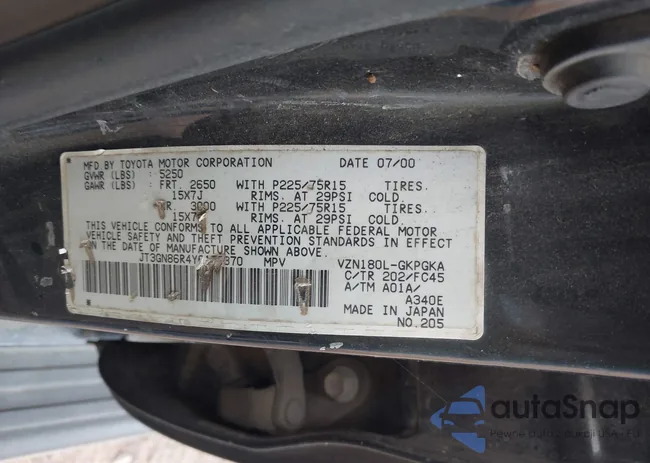 MFD.BY TOYOTA MOTOR CORPORATION DATE 07/00
GVWR (LBS) : 5250
GAWR (LBS) : FRT. 2650 WITH P225/75R15 TIRES.
15X7J RIMS. AT 29PSI COLD.
RR. 3000 WITH P225/75R15 TIRES.
15X7J RIMS. AT 29PSI COLD.
THIS VEHICLE CONFORMS TO ALL APPLICABLE FEDERAL MOTOR
VEHICLE SAFETY AND THEFT PREVENTION STANDARDS IN EFFECT
ON THE DATE OF MANUFACTURE SHOWN ABOVE.
MPV VZN180L-GKPGKA
C/TR 202/FC45
A/TM A01A/
A340E
MADE IN JAPAN
NO.205
autoSnap